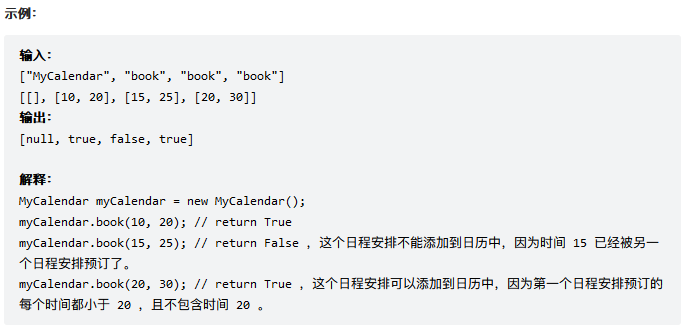 示例：
输入：
["MyCalendar", "book", "book", "book"]
[[], [10, 20], [15, 25], [20, 30]]
输出：
[null, true, false, true]
解释：
MyCalendar myCalendar = new MyCalendar();
myCalendar.book(10, 20); // return True
myCalendar.book(15, 25); // return False ，这个日程安排不能添加到日历中，因为时间 15 已经被另一
个日程安排预订了。
myCalendar.book(20, 30); // return True ，这个日程安排可以添加到日历中，因为第一个日程安排预订的
每个时间都小于 20 ，且不包含时间 20 。